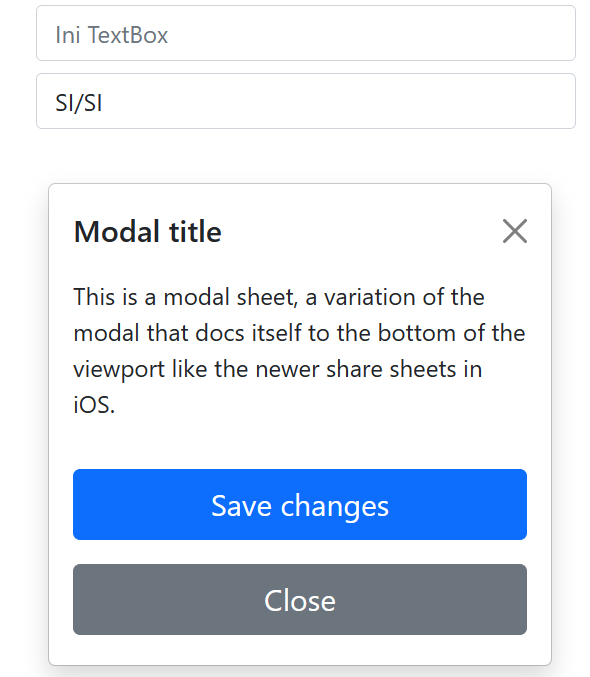 Ini TextBox
SI/SI
Modal title
This is a modal sheet, a variation of the
modal that docs itself to the bottom of the
viewport like the newer share sheets in
iOS.
Save changes
Close